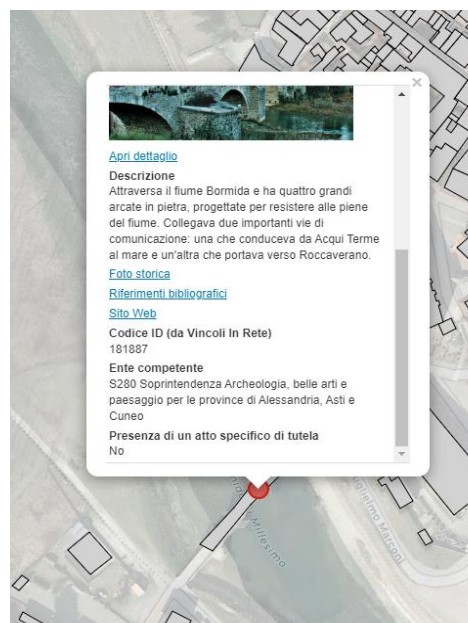 ×
Apri dettaglio
Descrizione
Attraversa il fiume Bormida e ha quattro grandi
arcate in pietra, progettate per resistere alle piene
del fiume. Collegava due importanti vie di
comunicazione: una che conduceva da Acqui Terme
al mare e un'altra che portava verso Roccaverano.
Foto storica
Riferimenti bibliografici
Sito Web
Codice ID (da Vincoli In Rete)
181887
Ente competente
S280 Soprintendenza Archeologia, belle arti e
paesaggio per le province di Alessandria, Asti e
Cuneo
Presenza di un atto specifico di tutela
No
di Millesimo
Guglielmo Marconi